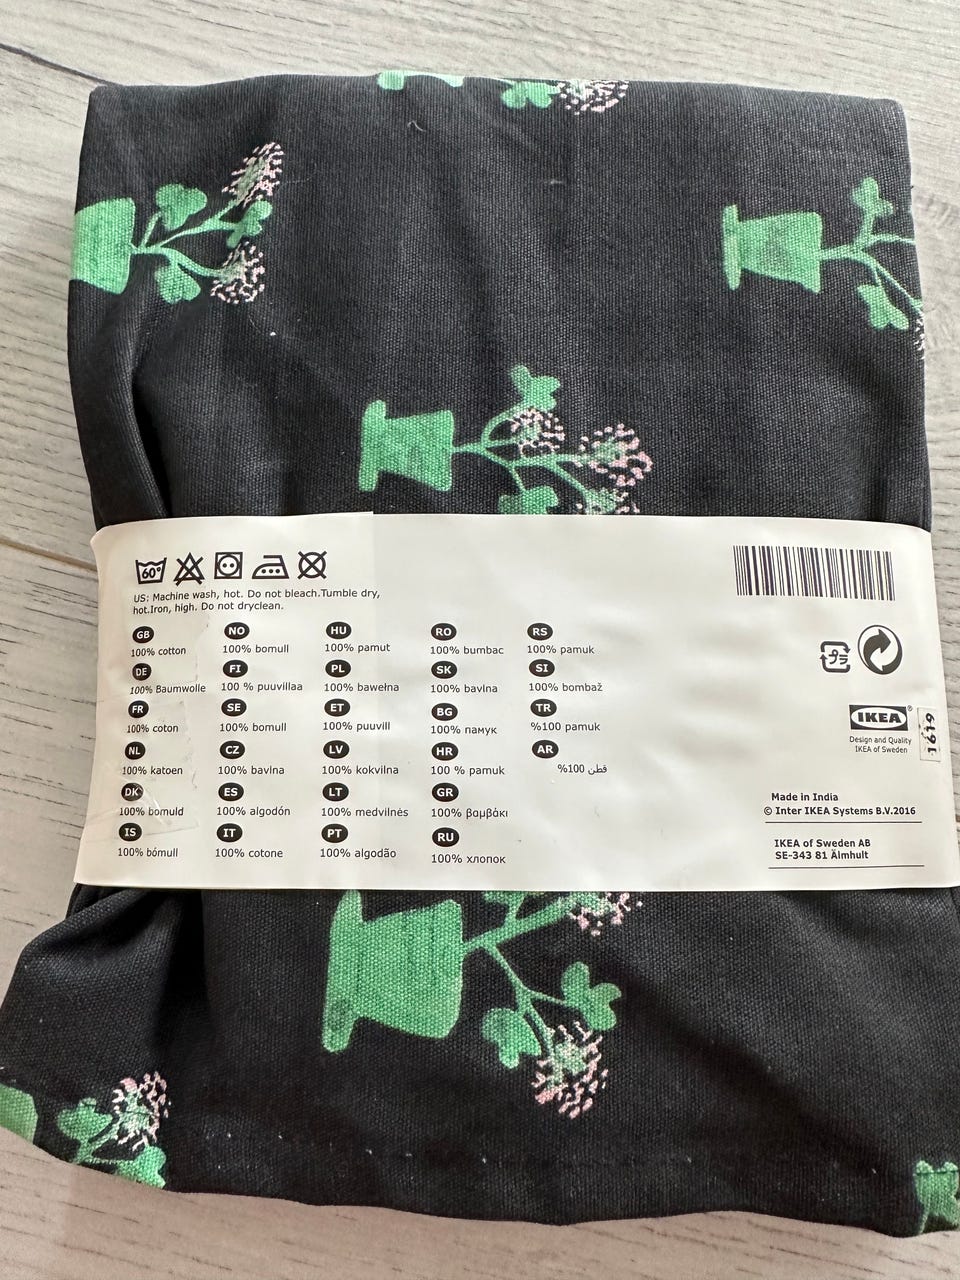 60°
US: Machine wash, hot. Do not bleach.Tumble dry,
hot.Iron, high. Do not dryclean.
GB
100% cotton
DE
100% Baumwolle
FR
100% coton
NL
100% katoen
DK
100% bomuld
IS
100% bómull
NO
100% bomull
FI
100 % puuvillaa
SE
100% bomull
CZ
100% bavlna
ES
100% algodón
IT
100% cotone
HU
100% pamut
PL
100% bawełna
ET
100% puuvill
LV
100% kokvilna
LT
100% medvilnės
PT
100% algodão
RO
100% bumbac
SK
100% bavlna
BG
100% памук
HR
100 % pamuk
GR
100% βαμβάκι
RU
100% хлопок
RS
100% pamuk
SI
100% bombaž
TR
%100 pamuk
AR
%100 قطن
プラ
IKEA®
Design and Quality
IKEA of Sweden
1619
Made in India
© Inter IKEA Systems B.V.2016
IKEA of Sweden AB
SE-343 81 Älmhult